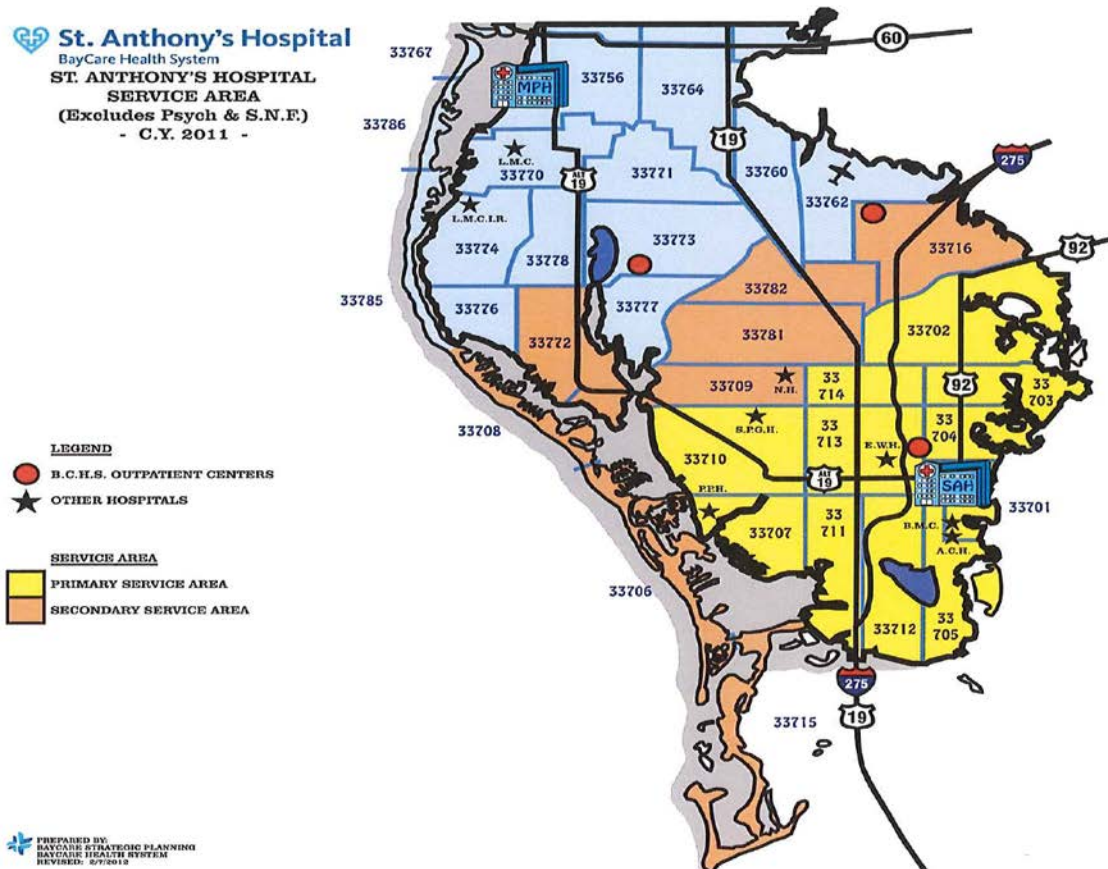 St. Anthony's Hospital
BayCare Health System
ST. ANTHONY'S HOSPITAL
SERVICE AREA
(Excludes Psych & S.N.F.)
- C.Y. 2011 -
60
33767
33756
33764
MPH
33786
19
275
L.M.C.
33770
ALT
19
33771
33760
33762
L.M.C.I.R.
33774
33778
33773
33716
92
33785
33776
33777
33782
33772
33781
33702
33709
N.H.
33
714
92
33
703
33708
S.P.G.H.
33
713
33
704
E.W.H.
33710
ALT
19
SAH
33701
P.P.H.
33707
33
711
B.M.C.
A.C.H.
33706
33712
33
705
275
19
33715
LEGEND
B.C.H.S. OUTPATIENT CENTERS
OTHER HOSPITALS
SERVICE AREA
PRIMARY SERVICE AREA
SECONDARY SERVICE AREA
PREPARED BY:
BAYCARE STRATEGIC PLANNING
BAYCARE HEALTH SYSTEM
REVISED: 2/7/2012